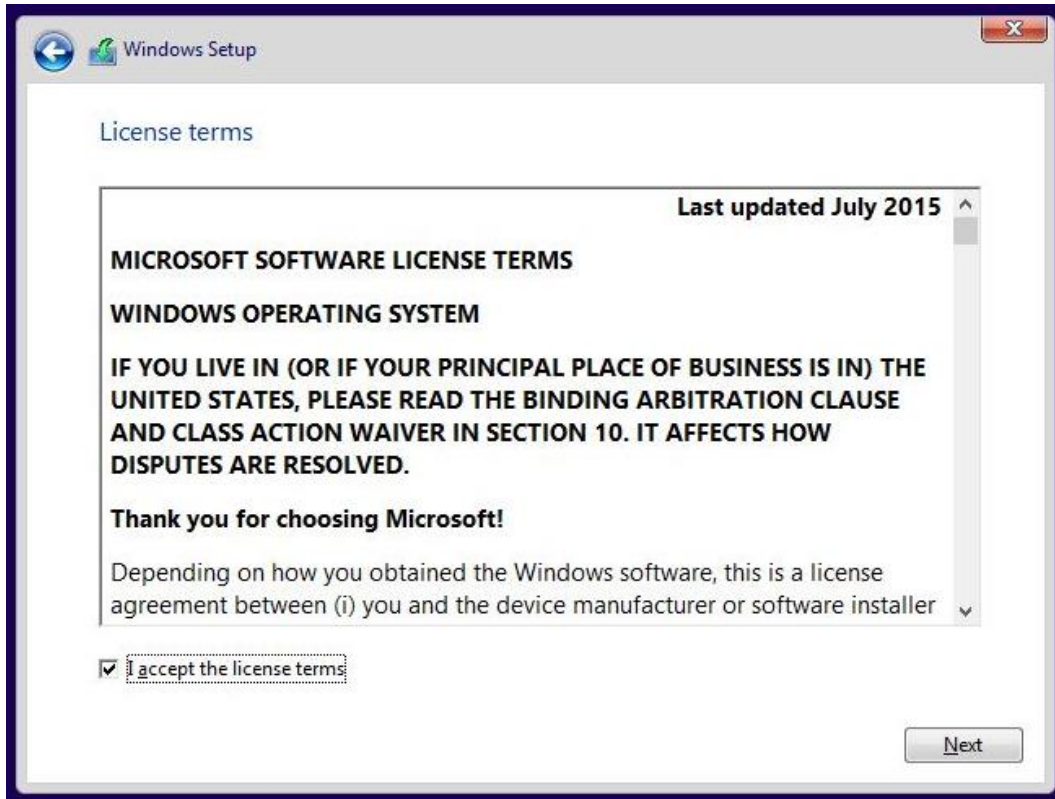 Windows Setup
License terms
Last updated July 2015
MICROSOFT SOFTWARE LICENSE TERMS
WINDOWS OPERATING SYSTEM
IF YOU LIVE IN (OR IF YOUR PRINCIPAL PLACE OF BUSINESS IS IN) THE
UNITED STATES, PLEASE READ THE BINDING ARBITRATION CLAUSE
AND CLASS ACTION WAIVER IN SECTION 10. IT AFFECTS HOW
DISPUTES ARE RESOLVED.
Thank you for choosing Microsoft!
Depending on how you obtained the Windows software, this is a license
agreement between (i) you and the device manufacturer or software installer
I accept the license terms
Next